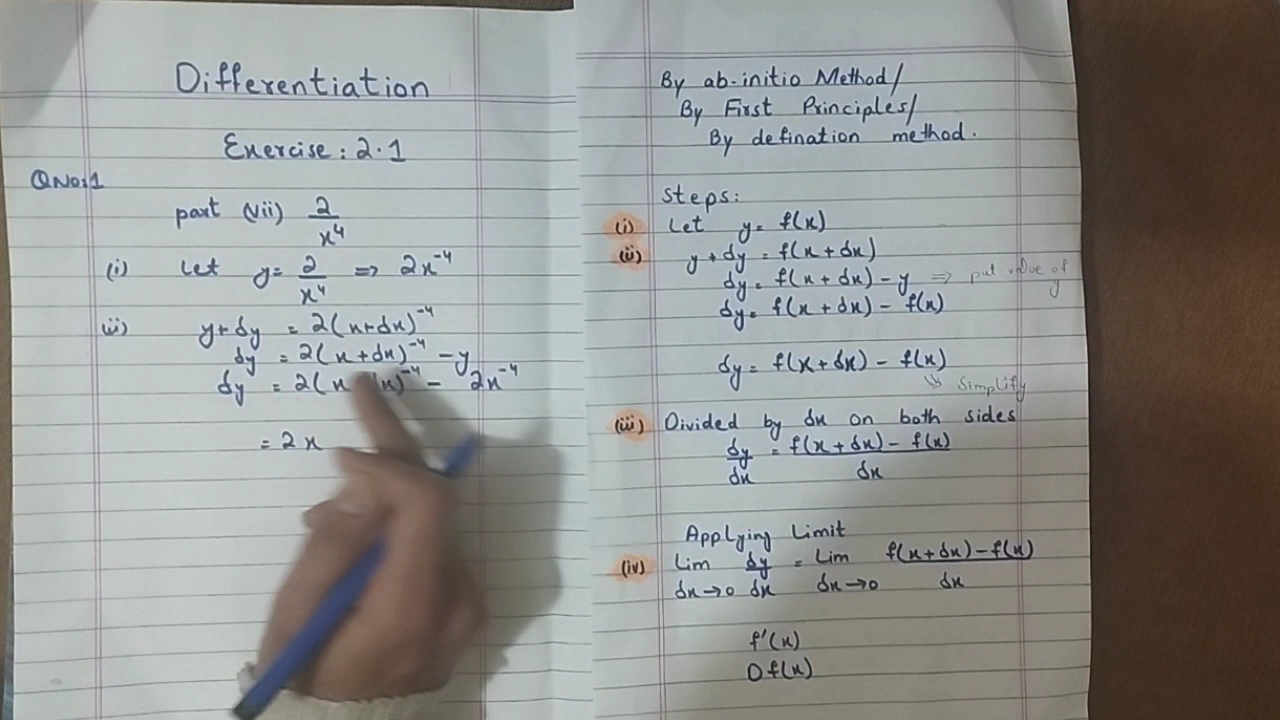 Differentiation
Exercise: 2.1
QNo:1
part (vii) 2/x⁴
(i) Let y = 2/x⁴ ⇒ 2x⁻⁴
(ii) y+δy = 2(x+δx)⁻⁴
δy = 2(x+δx)⁻⁴ - y
δy = 2(x δx)⁻⁴ - 2x⁻⁴
= 2x
By ab-initio Method/
By First Principles/
By defination method.
Steps:
(i) Let y = f(x)
(ii) y + δy = f(x + δx)
δy = f(x + δx) - y ⇒ put value of y
δy = f(x + δx) - f(x)
δy = f(x + δx) - f(x)
Simplify
(iii) Divided by δx on both sides
δy/δx = f(x + δx) - f(x)/δx
Applying Limit
(iv) Lim δx→0 δy/δx = Lim δx→0 f(x+δx)-f(x)/δx
f'(x)
Df(x)